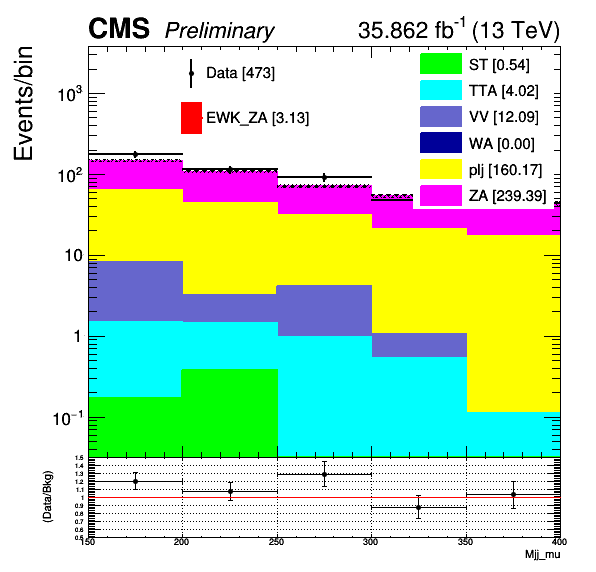 CMS Preliminary 35.862 fb⁻¹ (13 TeV)
Events/bin
10³
10²
10
1
10⁻¹
Data [473]
EWK_ZA [3.13]
ST [0.54]
TTA [4.02]
VV [12.09]
WA [0.00]
plj [160.17]
ZA [239.39]
(Data/Bkg)
1.5
1.4
1.3
1.2
1.1
1
0.9
0.8
0.7
0.6
0.5
150 200 250 300 350 400
Mjj_mu